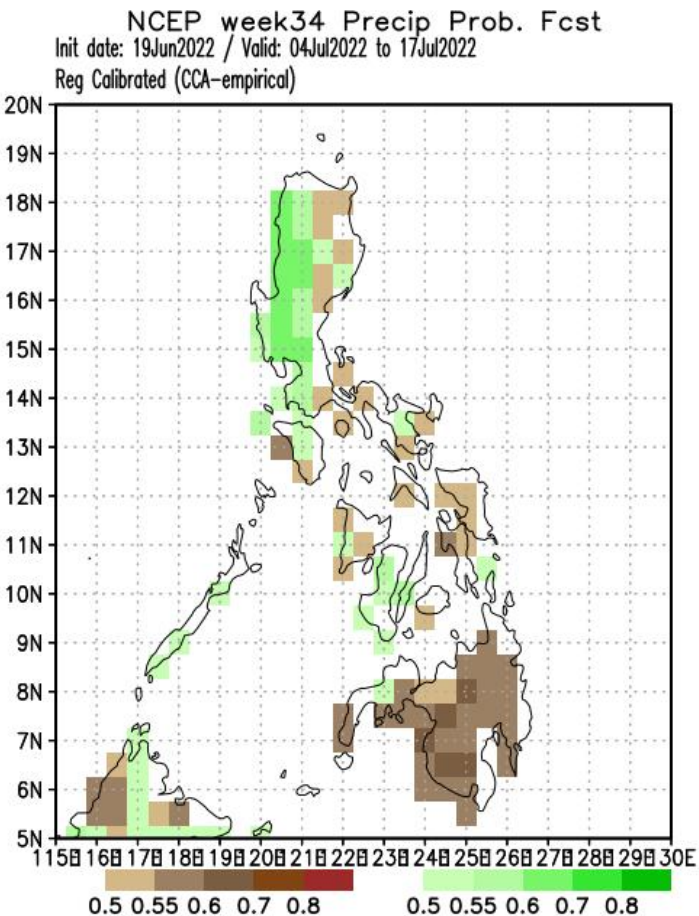 NCEP week34 Precip Prob. Fcst
Init date: 19Jun2022 / Valid: 04Jul2022 to 17Jul2022
Reg Calibrated (CCA-empirical)
20N
19N
18N
17N
16N
15N
14N
13N
12N
11N
10N
9N
8N
7N
6N
5N
115E 116E 117E 118E 119E 120E 121E 122E 123E 124E 125E 126E 127E 128E 129E 130E
0.5 0.55 0.6 0.7 0.8 0.5 0.55 0.6 0.7 0.8